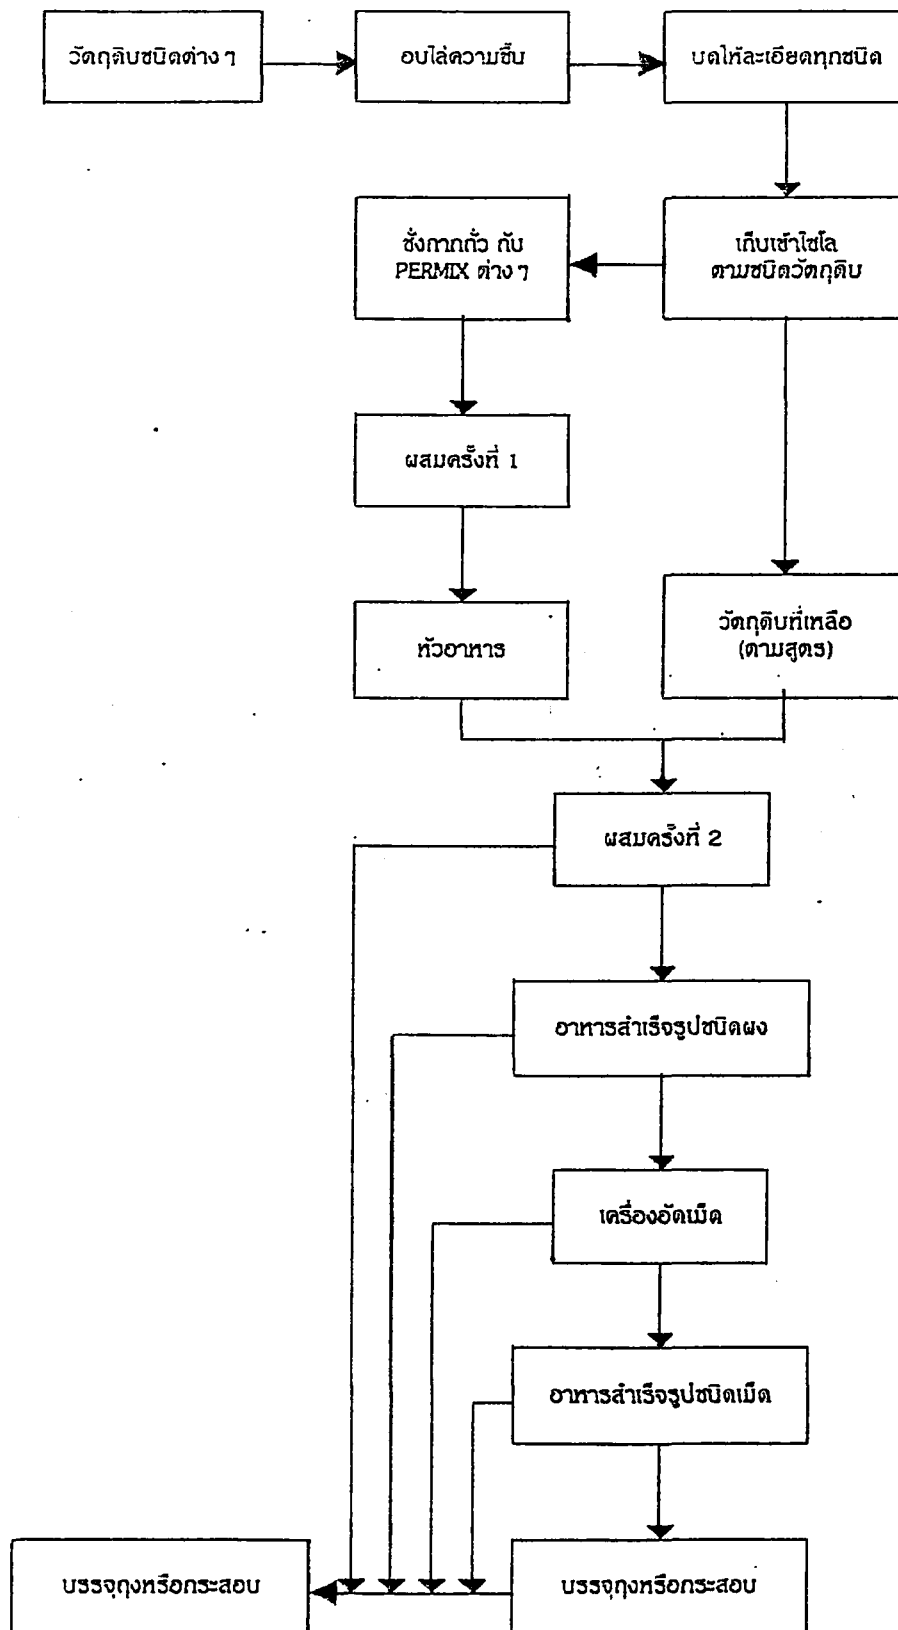 วัตถุดิบชนิดต่าง ๆ
อบไล่ความชื้น
บดให้ละเอียดทุกชนิด
ชั่งกากถั่ว กับ
PERMIX ต่าง ๆ
เก็บเข้าไซโล
ตามชนิดวัตถุดิบ
ผสมครั้งที่ 1
หัวอาหาร
วัตถุดิบที่เหลือ
(ตามสูตร)
ผสมครั้งที่ 2
อาหารสำเร็จรูปชนิดผง
เครื่องอัดเม็ด
อาหารสำเร็จรูปชนิดเม็ด
บรรจุถุงหรือกระสอบ
บรรจุถุงหรือกระสอบ